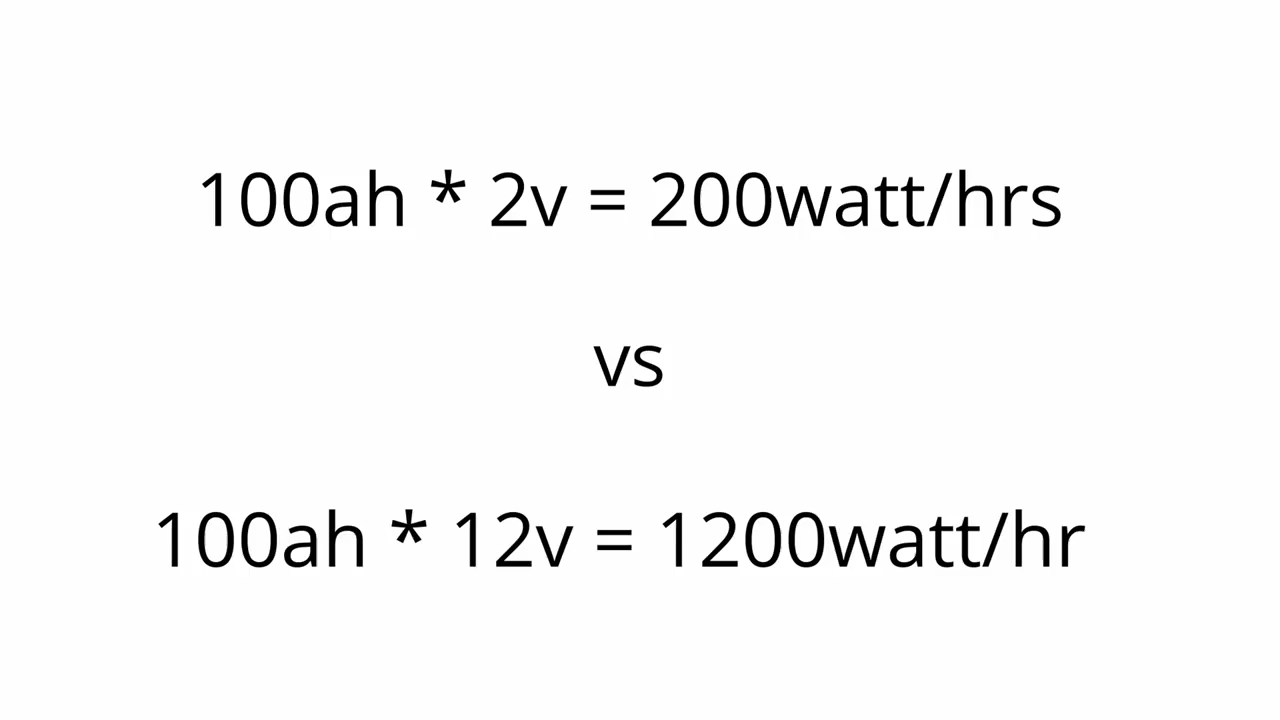 100ah * 2v = 200watt/hrs
vs
100ah * 12v = 1200watt/hr